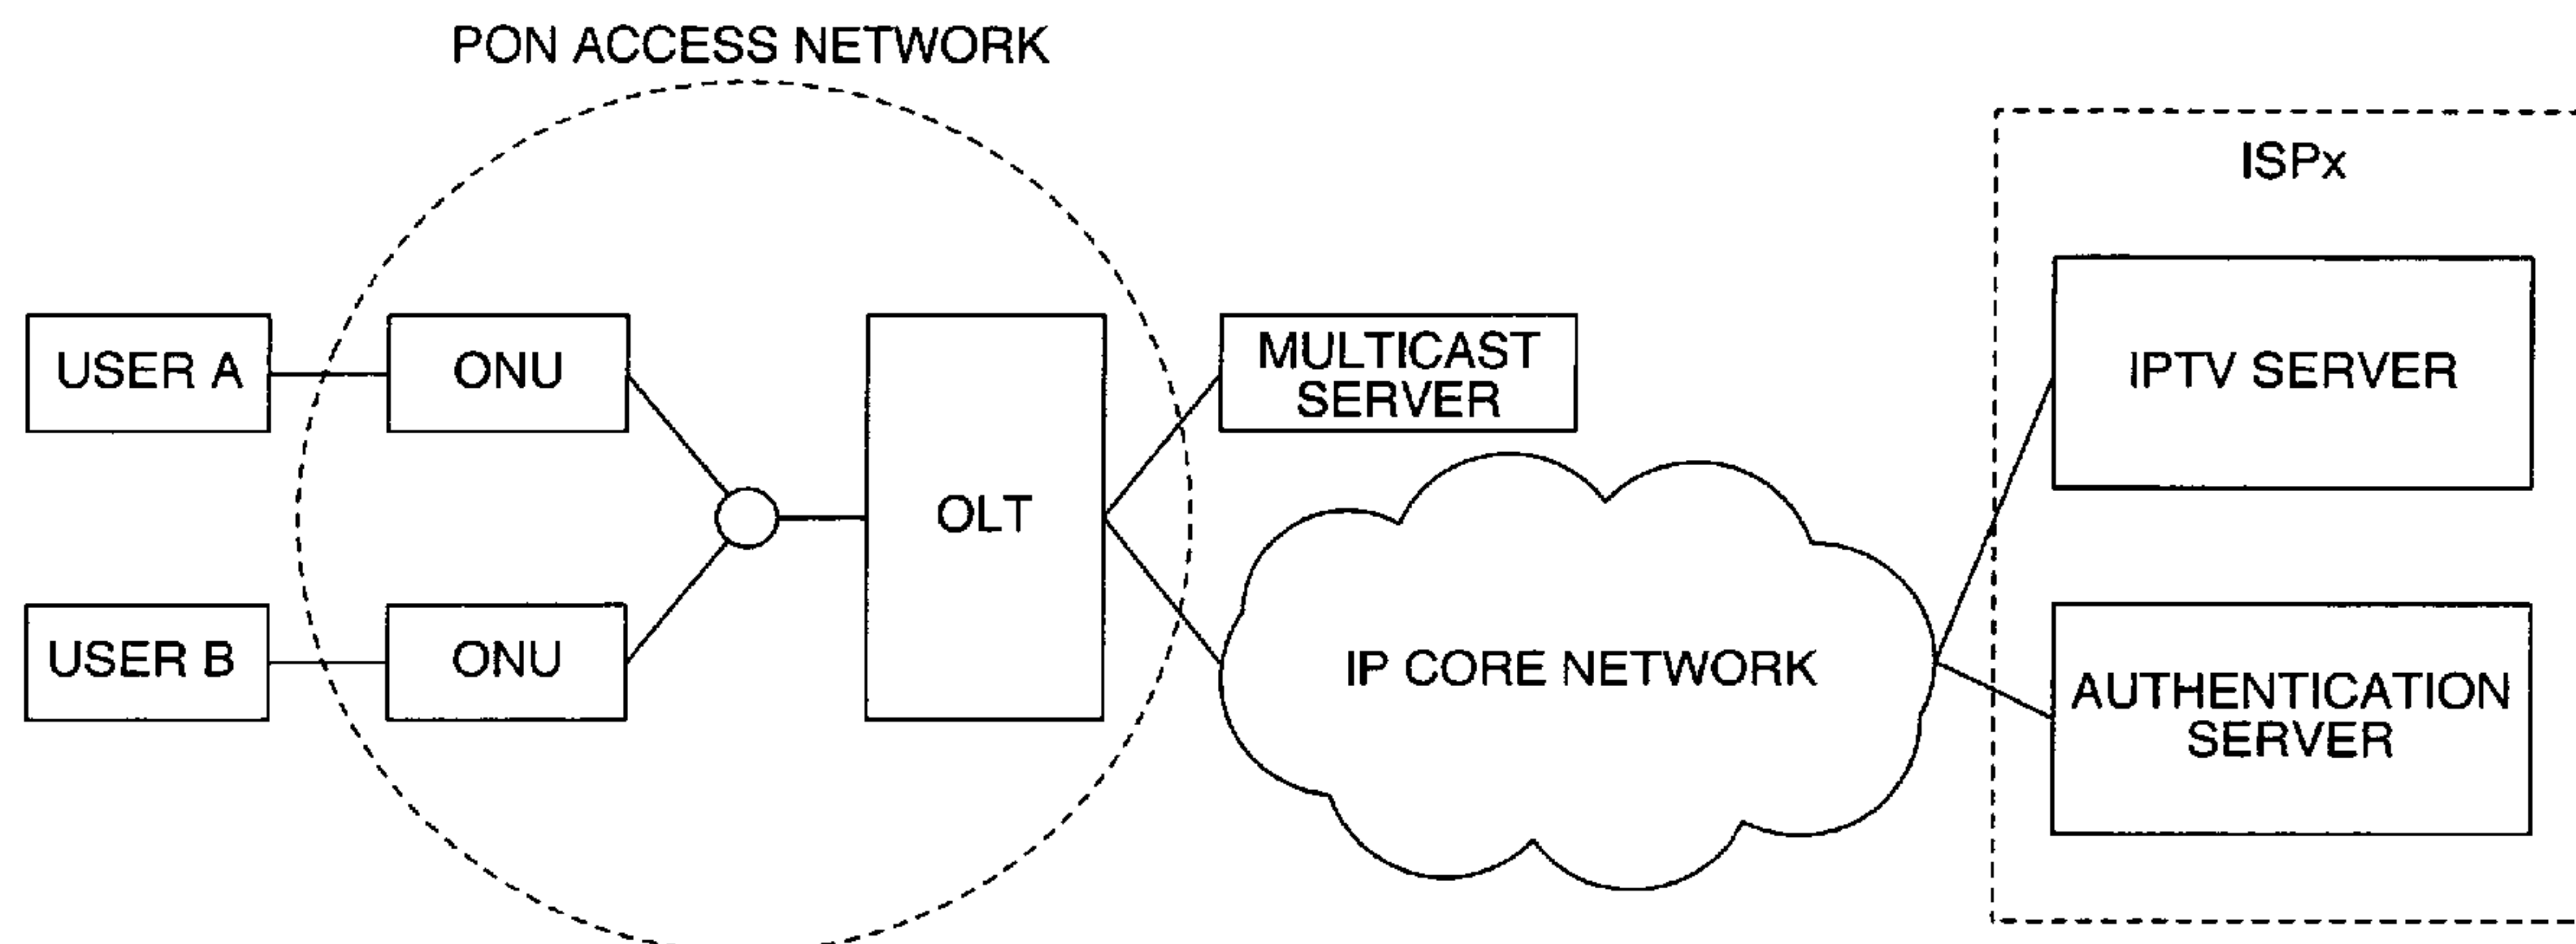 PON ACCESS NETWORK
ISPx
USER A
ONU
MULTICAST
SERVER
IPTV SERVER
OLT
USER B
ONU
IP CORE NETWORK
AUTHENTICATION
SERVER